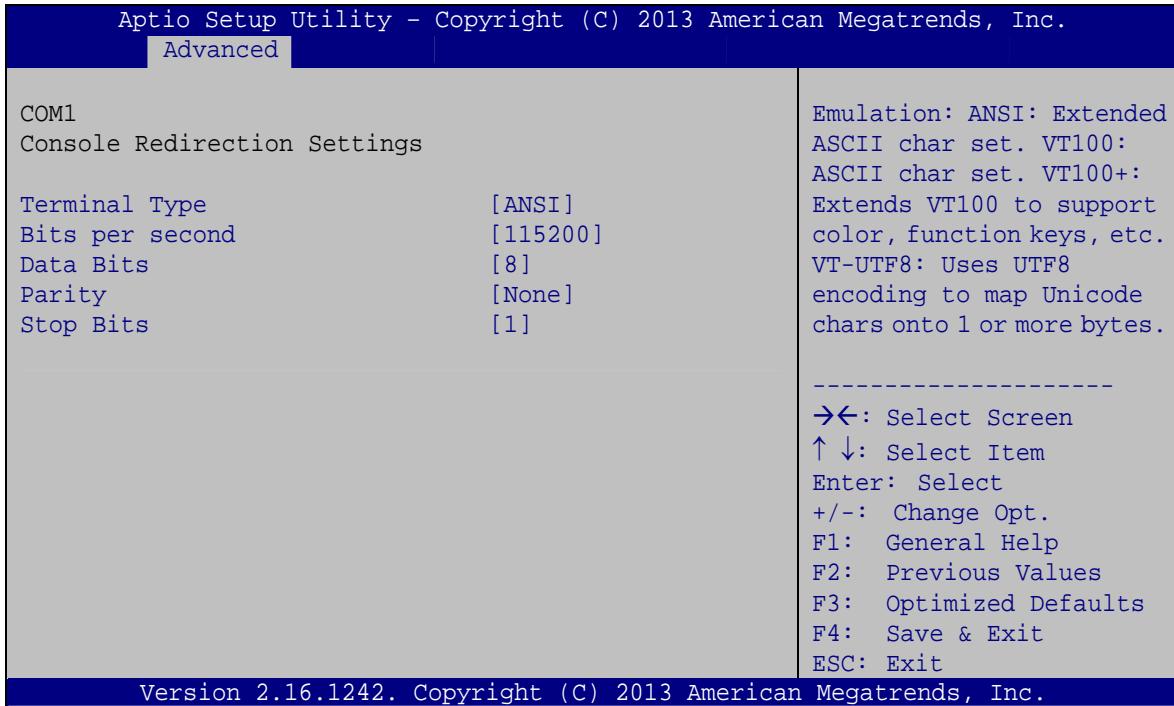 Aptio Setup Utility – Copyright (C) 2013 American Megatrends, Inc.
Advanced
COM1
Console Redirection Settings
Terminal Type [ANSI]
Bits per second [115200]
Data Bits [8]
Parity [None]
Stop Bits [1]
Emulation: ANSI: Extended
ASCII char set. VT100:
ASCII char set. VT100+:
Extends VT100 to support
color, function keys, etc.
VT-UTF8: Uses UTF8
encoding to map Unicode
chars onto 1 or more bytes.
---------------------
→←: Select Screen
↑ ↓: Select Item
Enter: Select
+/-: Change Opt.
F1: General Help
F2: Previous Values
F3: Optimized Defaults
F4: Save & Exit
ESC: Exit
Version 2.16.1242. Copyright (C) 2013 American Megatrends, Inc.